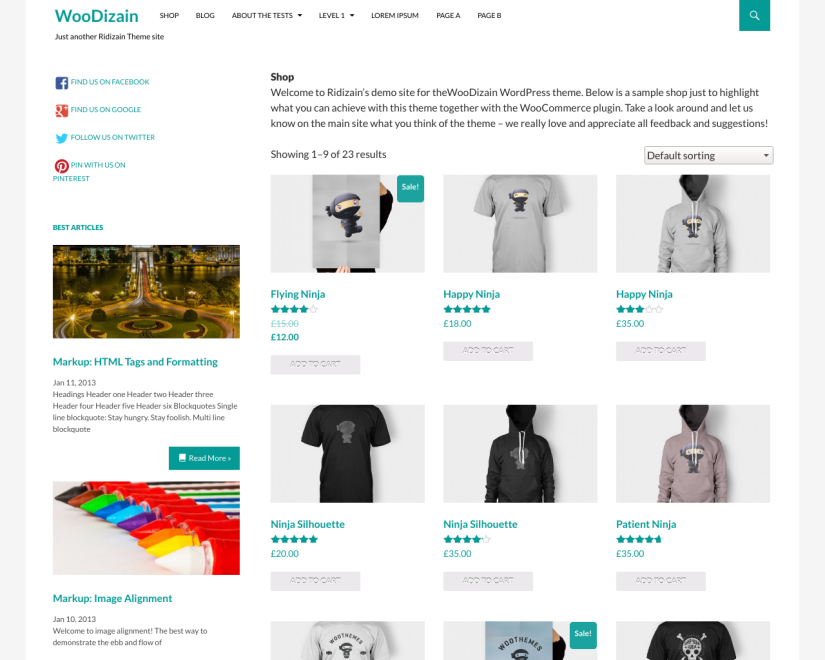 WooDizain
SHOP BLOG ABOUT THE TESTS LEVEL 1 LOREM IPSUM PAGE A PAGE B
Just another Ridizain Theme site
FIND US ON FACEBOOK
FIND US ON GOOGLE
FOLLOW US ON TWITTER
PIN WITH US ON
PINTEREST
BEST ARTICLES
Markup: HTML Tags and Formatting
Jan 11, 2013
Headings Header one Header two Header three
Header four Header five Header six Blockquotes Single
line blockquote: Stay hungry. Stay foolish. Multi line
blockquote
Read More »
Markup: Image Alignment
Jan 10, 2013
Welcome to image alignment! The best way to
demonstrate the ebb and flow of
Shop
Welcome to Ridizain's demo site for theWooDizain WordPress theme. Below is a sample shop just to highlight
what you can achieve with this theme together with the WooCommerce plugin. Take a look around and let us
know on the main site what you think of the theme – we really love and appreciate all feedback and suggestions!
Showing 1–9 of 23 results
Default sorting
Sale!
Flying Ninja
£15.00
£12.00
ADD TO CART
Happy Ninja
£18.00
ADD TO CART
Happy Ninja
£35.00
ADD TO CART
Ninja Silhouette
£20.00
ADD TO CART
Ninja Silhouette
£35.00
ADD TO CART
Patient Ninja
£35.00
ADD TO CART
WOOTHEMES
WOOTHEMES
Sale!